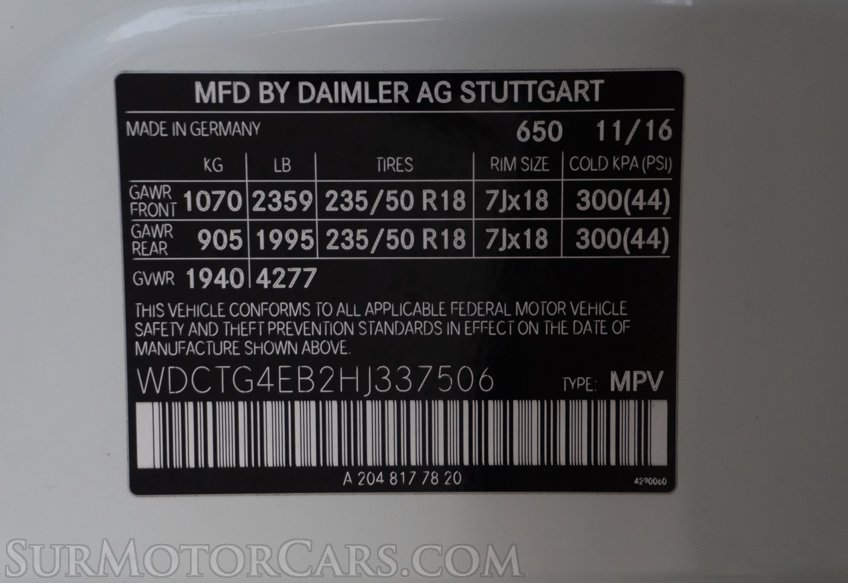 MFD BY DAIMLER AG STUTTGART
MADE IN GERMANY 650 11/16
KG LB TIRES RIM SIZE COLD KPA (PSI)
GAWR FRONT 1070 2359 235/50 R18 7Jx18 300(44)
GAWR REAR 905 1995 235/50 R18 7Jx18 300(44)
GVWR 1940 4277
THIS VEHICLE CONFORMS TO ALL APPLICABLE FEDERAL MOTOR VEHICLE
SAFETY AND THEFT PREVENTION STANDARDS IN EFFECT ON THE DATE OF
MANUFACTURE SHOWN ABOVE.
WDCTG4EB2HJ337506 TYPE: MPV
A 204 817 78 20
4290060
SURMOTORCARS.COM